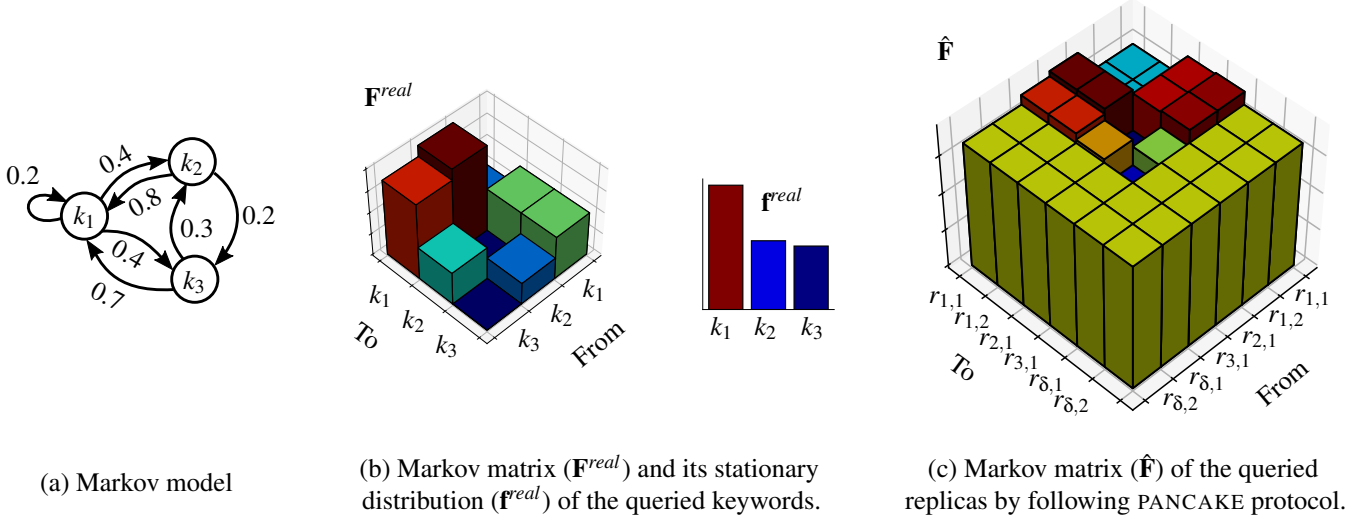 0.2
k1
0.4
k2
0.8
0.4
0.3
0.2
0.7
k3
(a) Markov model
F^real
k1
k2
k3
To
k1
k2
k3
From
f^real
k1 k2 k3
(b) Markov matrix (F^real) and its stationary
distribution (f^real) of the queried keywords.
F̂
r1,1
r1,2
r2,1
r3,1
rδ,1
rδ,2
To
r1,1
r1,2
r2,1
r3,1
rδ,1
rδ,2
From
(c) Markov matrix (F̂) of the queried
replicas by following PANCAKE protocol.